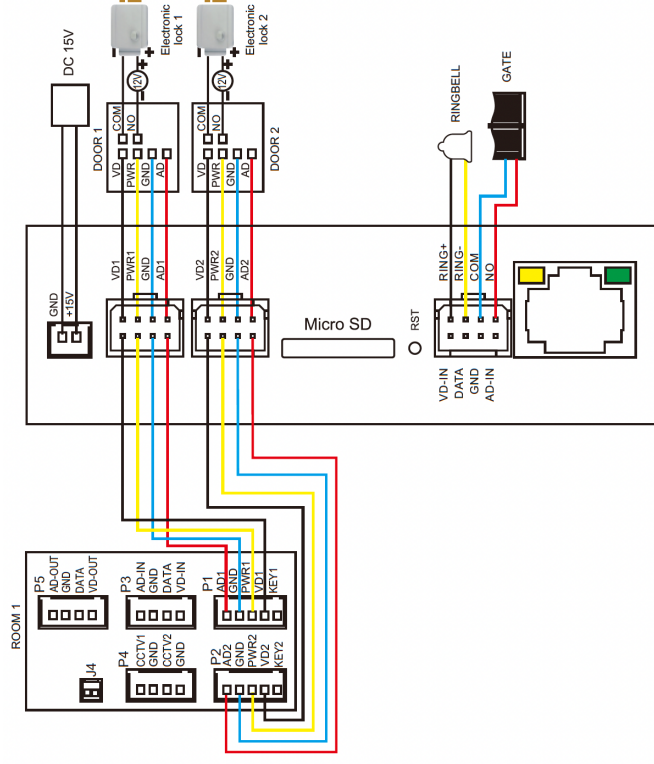 Electronic
lock 1
Electronic
lock 2
DC 15V
- +
- +
+
12V
-
+
12V
-
DOOR 1
COM
NO
VD
PWR
GND
AD
DOOR 2
COM
NO
VD
PWR
GND
AD
RINGBELL
GATE
GND
+15V
VD1
PWR1
GND
AD1
VD2
PWR2
GND
AD2
Micro SD
RST
RING+
RING-
COM
NO
VD-IN
DATA
GND
AD-IN
ROOM 1
P5
AD-OUT
GND
DATA
VD-OUT
P3
AD-IN
GND
DATA
VD-IN
P1
AD1
GND
PWR1
VD1
KEY1
J4
P4
CCTV1
GND
CCTV2
GND
P2
AD2
GND
PWR2
VD2
KEY2